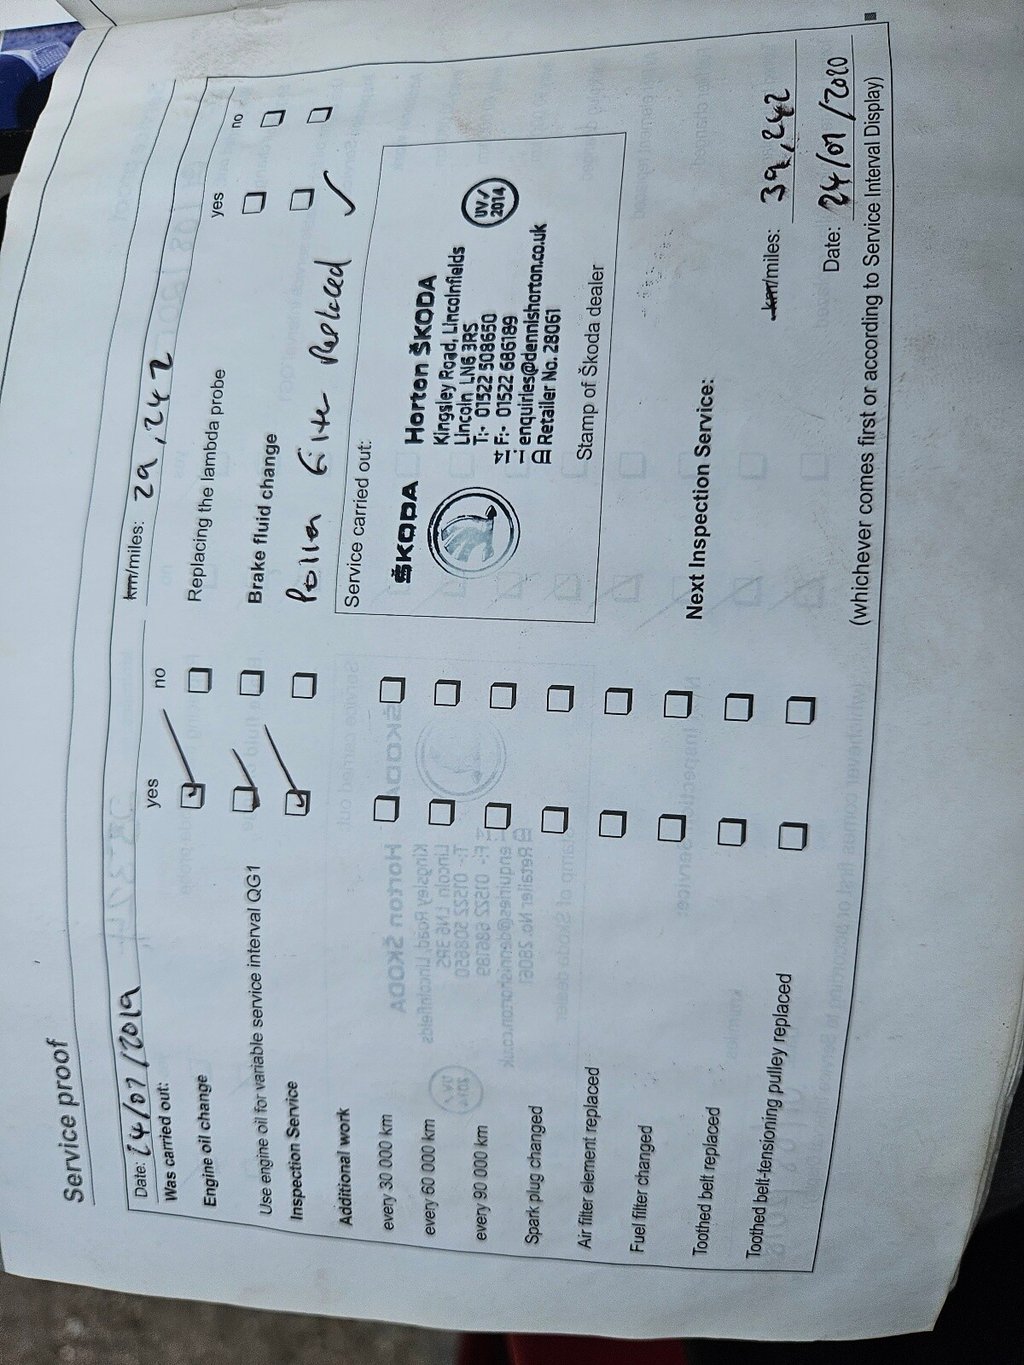 Service proof
Date: 24/07/2019 km/miles: 29,242
Was carried out: yes no yes no
Engine oil change Replacing the lambda probe
Use engine oil for variable service interval QG1 Brake fluid change
Inspection Service Pollen filter replaced ✓
Additional work Service carried out:
every 30 000 km
every 60 000 km
every 90 000 km
Spark plug changed
Air filter element replaced
Fuel filter changed
Toothed belt replaced
Toothed belt-tensioning pulley replaced
ŠKODA Horton ŠKODA
Kingsley Road, Lincolnfields
Lincoln LN6 3RS
T:- 01522 508650
F:- 01522 686189
enquiries@dennishorton.co.uk
Retailer No. 28061
UV/
2014
Stamp of Škoda dealer
Next Inspection Service:
km/miles: 39,242
Date: 24/07/2020
(whichever comes first or according to Service Interval Display)